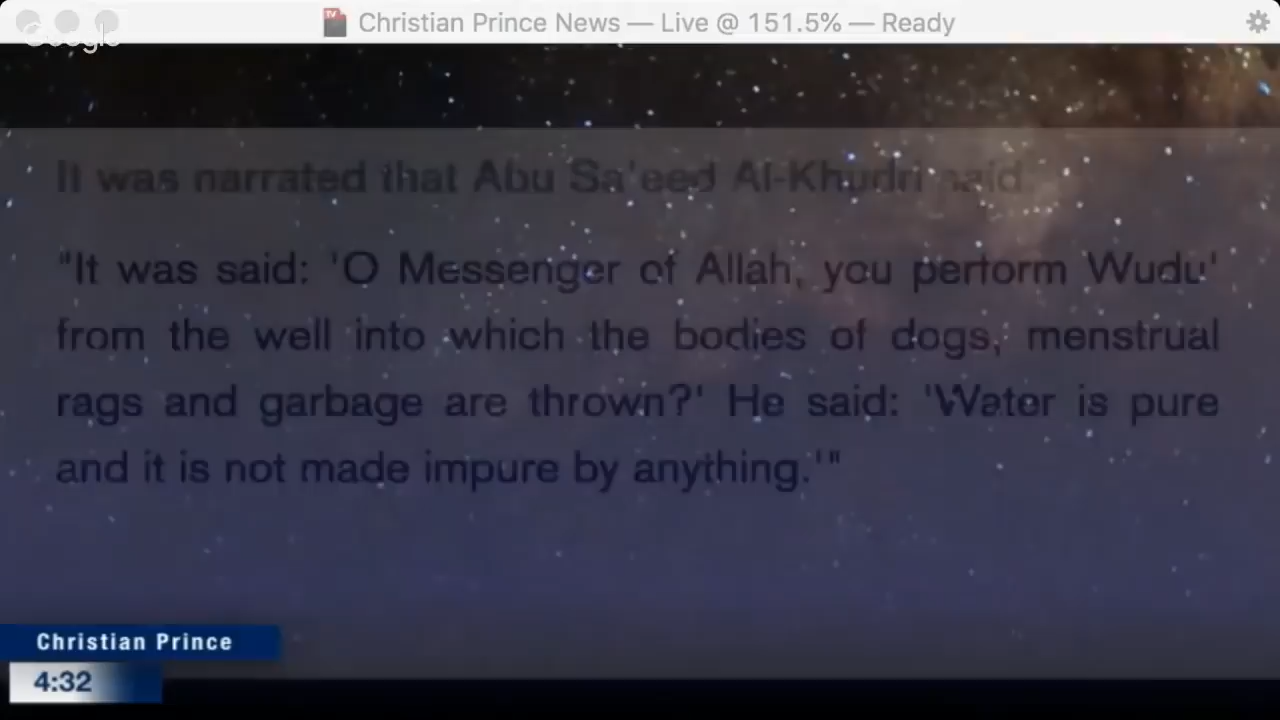 Christian Prince News — Live @ 151.5% — Ready
Google
TV
It was narrated that Abu Sa'eed Al-Khudri said:
"It was said: 'O Messenger of Allah, you perform Wudu'
from the well into which the bodies of dogs, menstrual
rags and garbage are thrown?' He said: 'Water is pure
and it is not made impure by anything.'"
Christian Prince
4:32